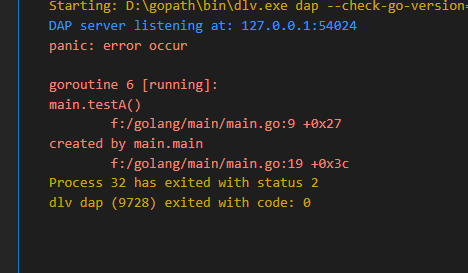 Starting: D:\gopath\bin\dlv.exe dap --check-go-version=
DAP server listening at: 127.0.0.1:54024
panic: error occur
goroutine 6 [running]:
main.testA()
f:/golang/main/main.go:9 +0x27
created by main.main
f:/golang/main/main.go:19 +0x3c
Process 32 has exited with status 2
dlv dap (9728) exited with code: 0